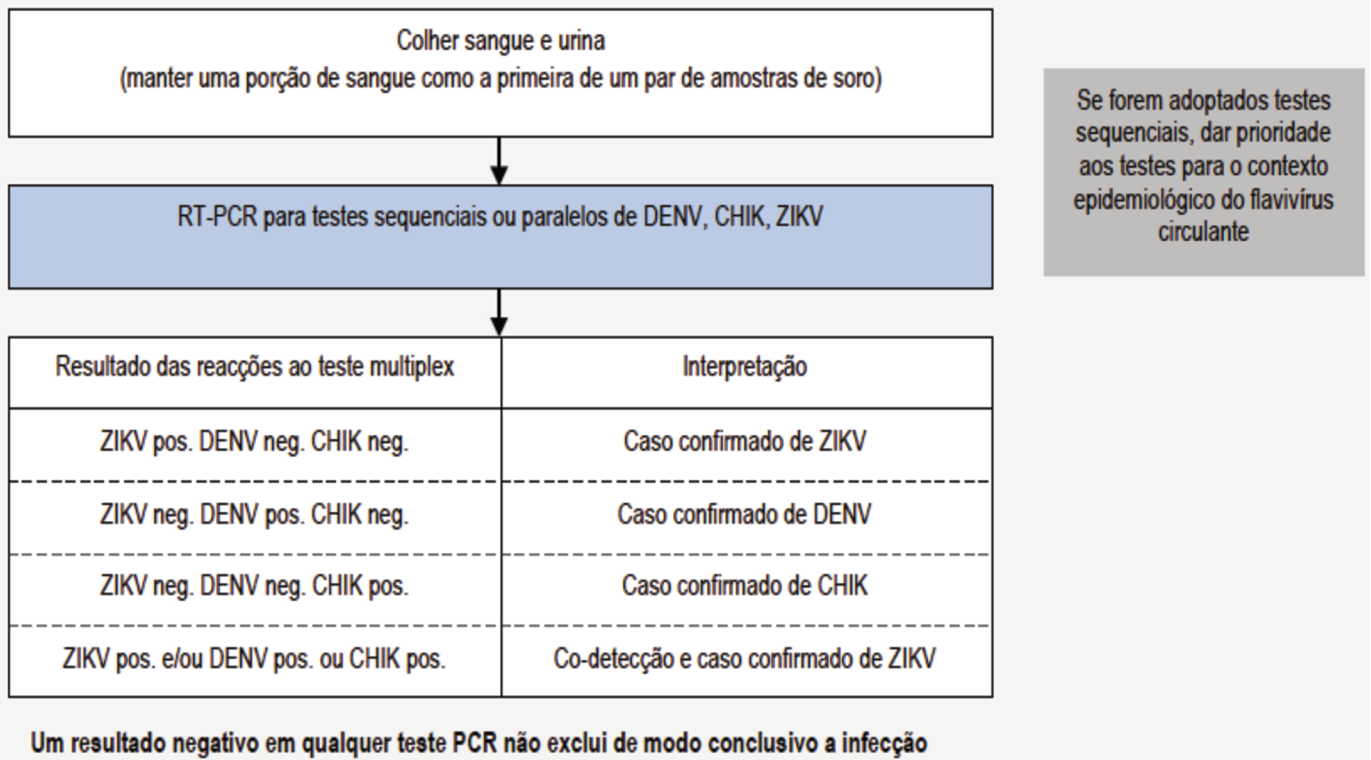 Colher sangue e urina
(manter uma porção de sangue como a primeira de um par de amostras de soro)
Se forem adoptados testes
sequenciais, dar prioridade
aos testes para o contexto
epidemiológico do flavivírus
circulante
RT-PCR para testes sequenciais ou paralelos de DENV, CHIK, ZIKV
Resultado das reacções ao teste multiplex
Interpretação
ZIKV pos. DENV neg. CHIK neg.
Caso confirmado de ZIKV
ZIKV neg. DENV pos. CHIK neg.
Caso confirmado de DENV
ZIKV neg. DENV neg. CHIK pos.
Caso confirmado de CHIK
ZIKV pos. e/ou DENV pos. ou CHIK pos.
Co-detecção e caso confirmado de ZIKV
Um resultado negativo em qualquer teste PCR não exclui de modo conclusivo a infecção